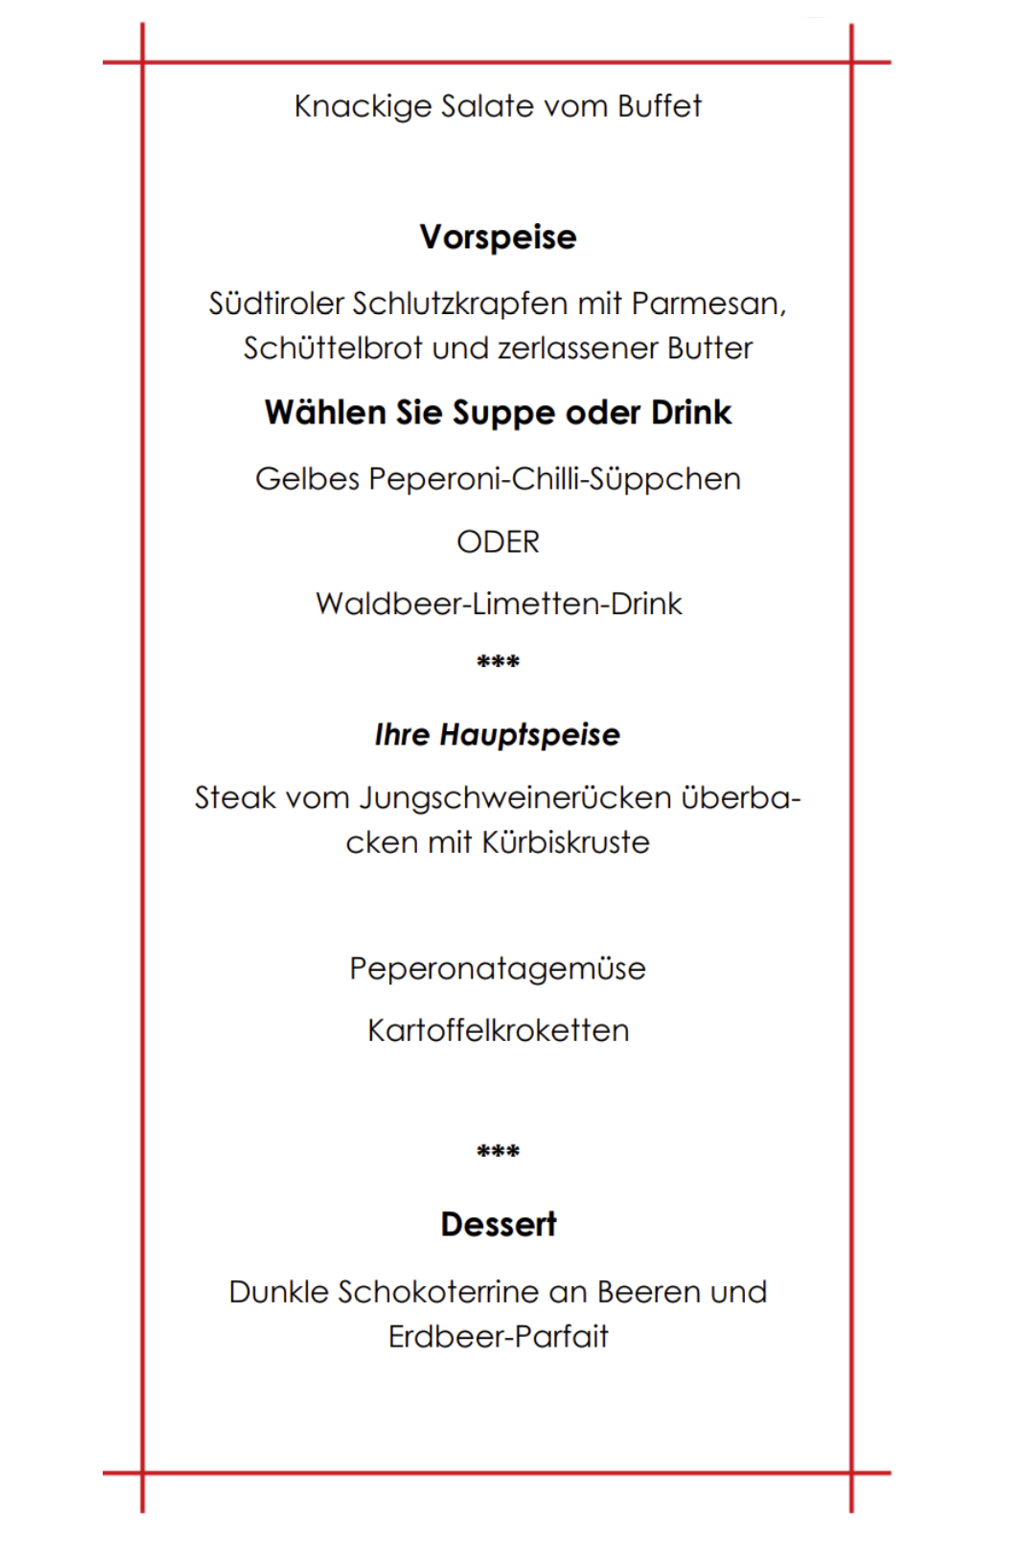 Knackige Salate vom Buffet
Vorspeise
Südtiroler Schlutzkrapfen mit Parmesan,
Schüttelbrot und zerlassener Butter
Wählen Sie Suppe oder Drink
Gelbes Peperoni-Chilli-Süppchen
ODER
Waldbeer-Limetten-Drink
***
Ihre Hauptspeise
Steak vom Jungschweinerücken überba-
cken mit Kürbiskruste
Peperonatagemüse
Kartoffelkroketten
***
Dessert
Dunkle Schokoterrine an Beeren und
Erdbeer-Parfait